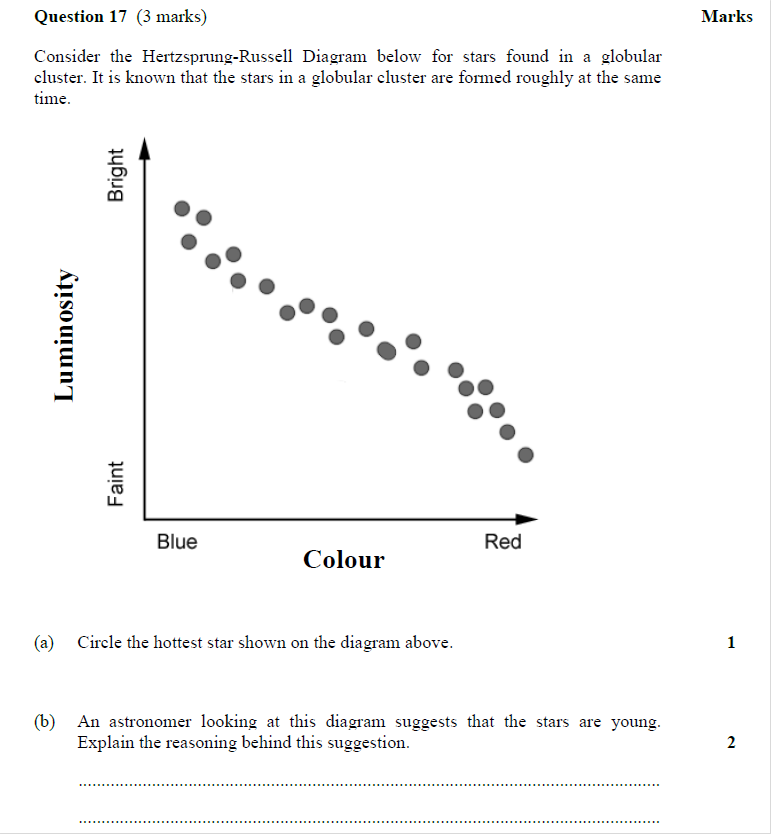 Question 17 (3 marks) Marks
Consider the Hertzsprung-Russell Diagram below for stars found in a globular
cluster. It is known that the stars in a globular cluster are formed roughly at the same
time.
Bright
Luminosity
Faint
Blue Red
Colour
(a) Circle the hottest star shown on the diagram above. 1
(b) An astronomer looking at this diagram suggests that the stars are young.
Explain the reasoning behind this suggestion. 2